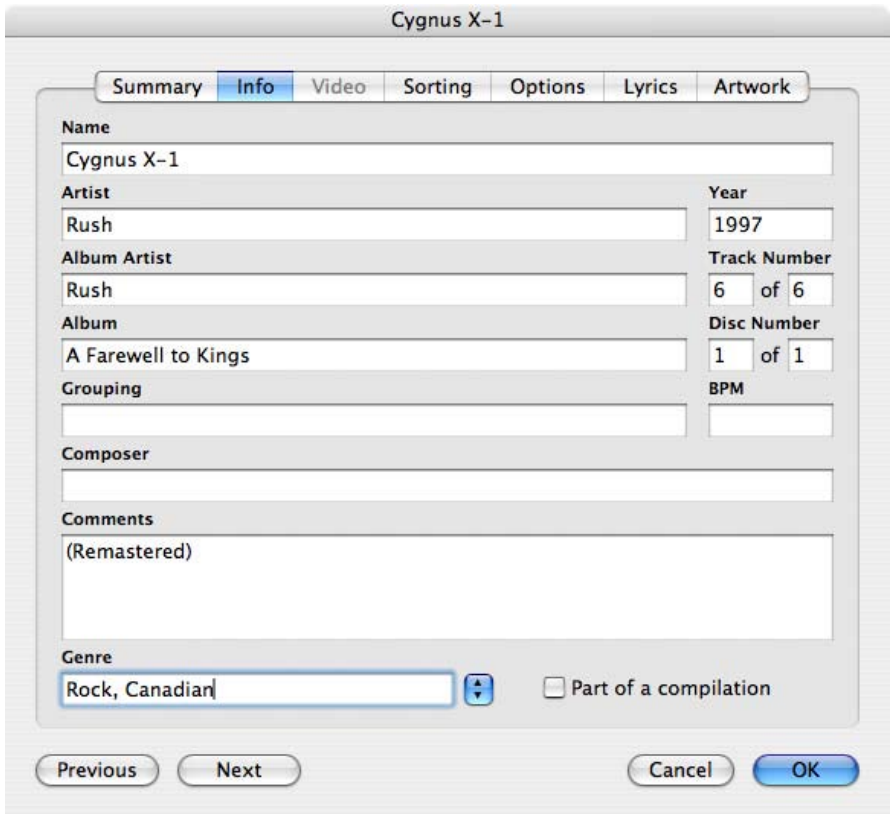 Cygnus X-1
Summary Info Video Sorting Options Lyrics Artwork
Name
Cygnus X-1
Artist Year
Rush 1997
Album Artist Track Number
Rush 6 of 6
Album Disc Number
A Farewell to Kings 1 of 1
Grouping BPM
Composer
Comments
(Remastered)
Genre
Rock, Canadian Part of a compilation
Previous Next Cancel OK